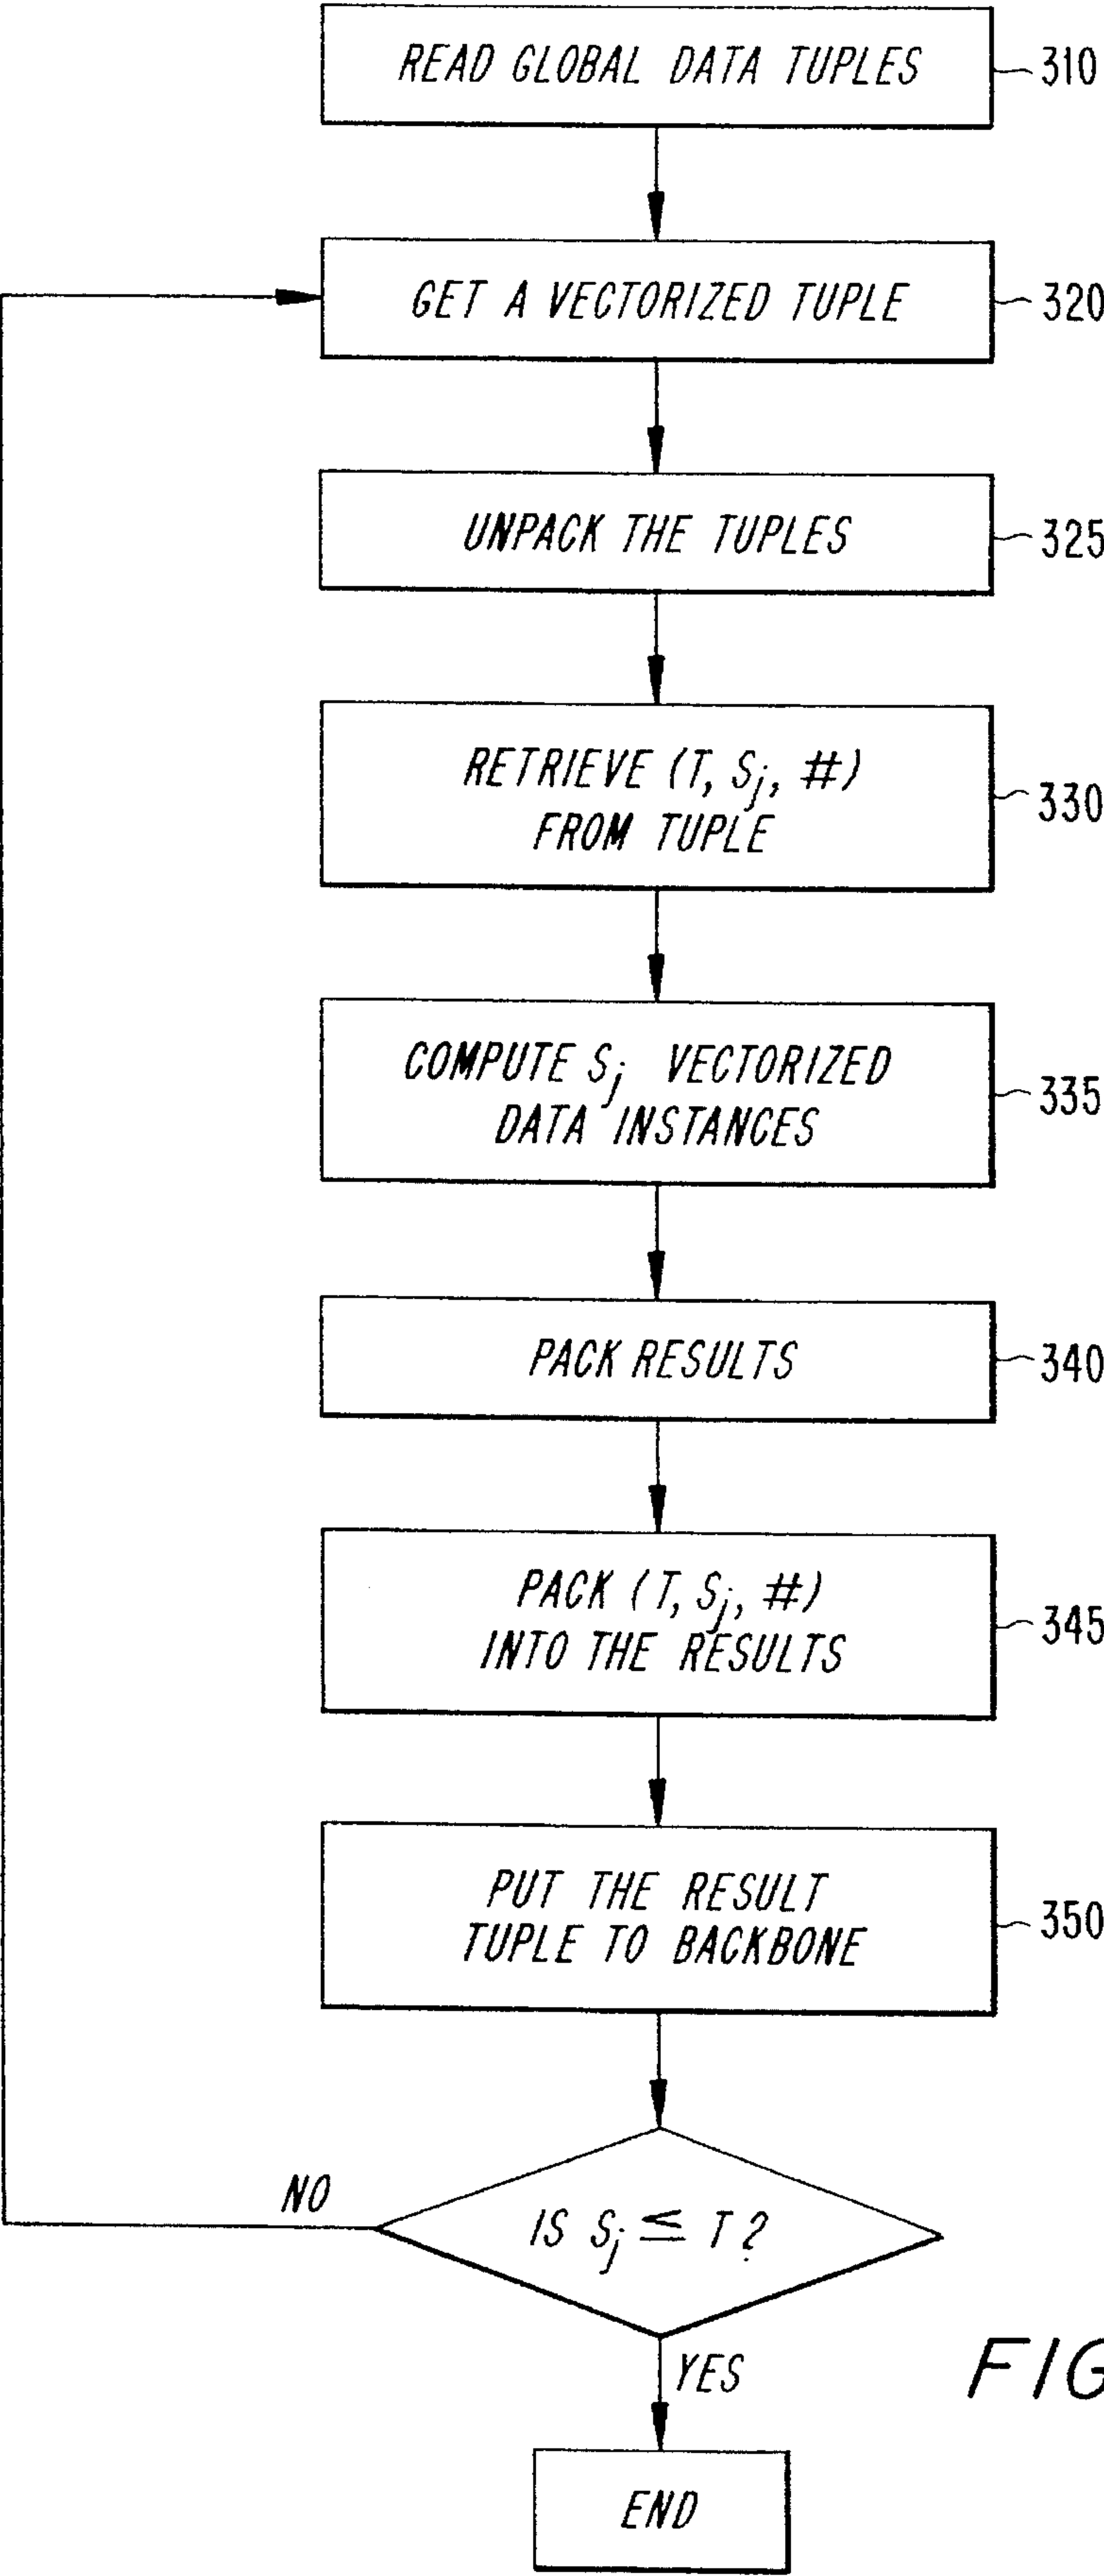 READ GLOBAL DATA TUPLES
310
GET A VECTORIZED TUPLE
320
UNPACK THE TUPLES
325
RETRIEVE (T, Sj, #)
FROM TUPLE
330
COMPUTE Sj VECTORIZED
DATA INSTANCES
335
PACK RESULTS
340
PACK (T, Sj, #)
INTO THE RESULTS
345
PUT THE RESULT
TUPLE TO BACKBONE
350
NO
IS Sj ≤ T?
YES
FIG
END